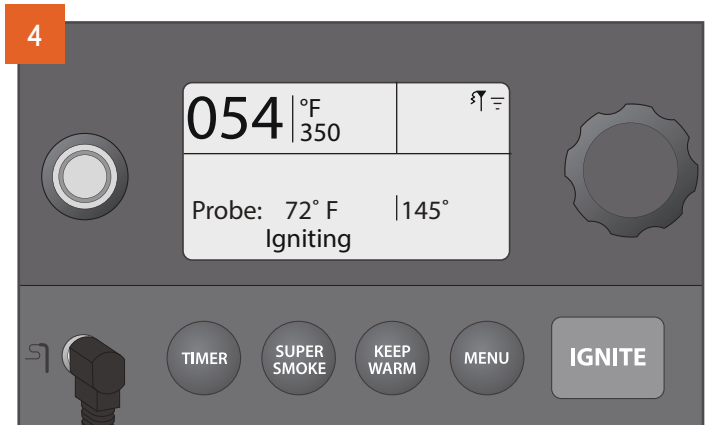 4
054 °F
350
Probe: 72° F 145°
Igniting
TIMER
SUPER
SMOKE
KEEP
WARM
MENU
IGNITE